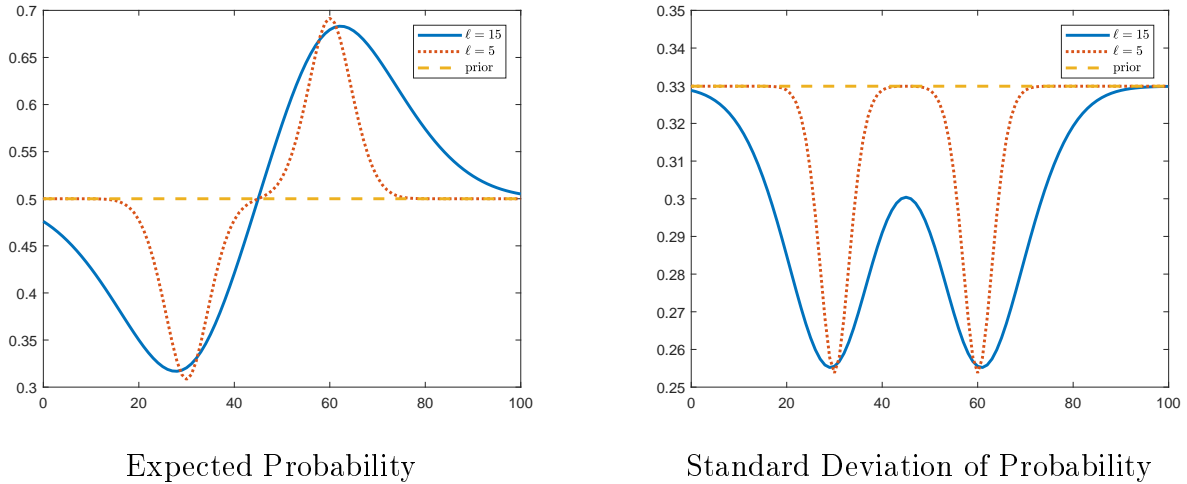 0.7
0.65
0.6
0.55
0.5
0.45
0.4
0.35
0.3
0 20 40 60 80 100
ℓ = 15
ℓ = 5
prior
Expected Probability
0.35
0.34
0.33
0.32
0.31
0.3
0.29
0.28
0.27
0.26
0.25
0 20 40 60 80 100
ℓ = 15
ℓ = 5
prior
Standard Deviation of Probability